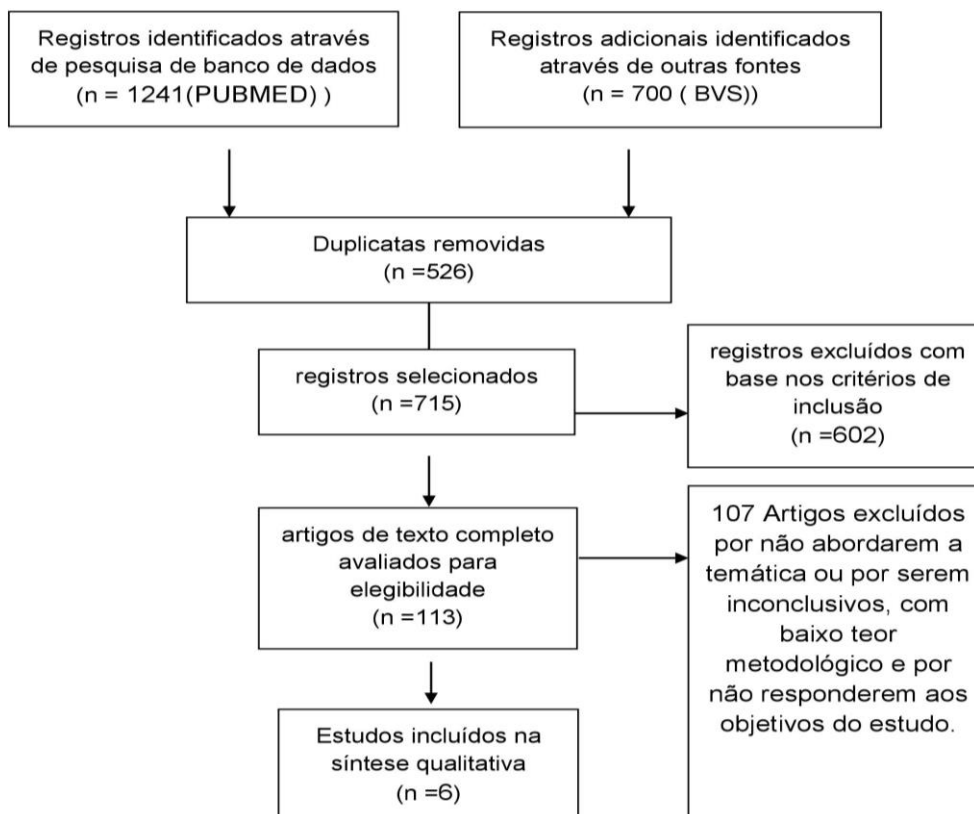 Registros identificados através
de pesquisa de banco de dados
(n = 1241(PUBMED) )
Registros adicionais identificados
através de outras fontes
(n = 700 ( BVS))
Duplicatas removidas
(n =526)
registros selecionados
(n =715)
registros excluídos com
base nos critérios de
inclusão
(n =602)
artigos de texto completo
avaliados para
elegibilidade
(n =113)
107 Artigos excluídos
por não abordarem a
temática ou por serem
inconclusivos, com
baixo teor
metodológico e por
não responderem aos
objetivos do estudo.
Estudos incluídos na
síntese qualitativa
(n =6)